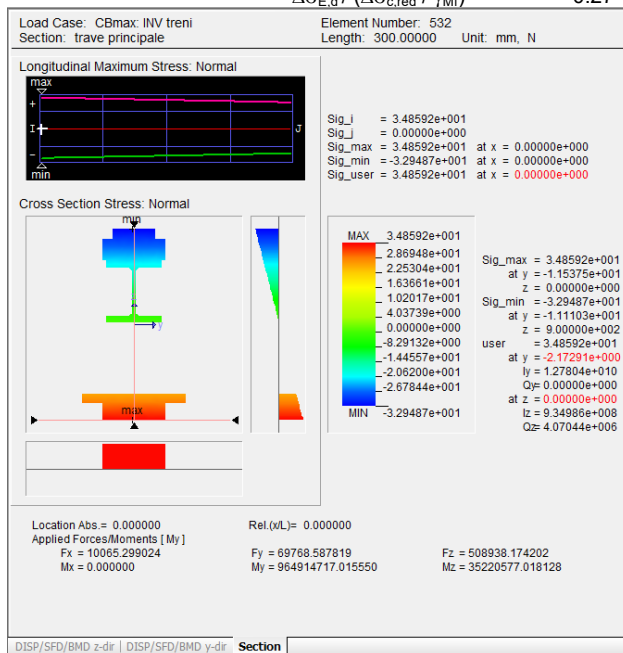 ΔσE,d / (Δσc,red / γMf)
Load Case: CBmax: INV treni
Element Number: 532
Section: trave principale
Length: 300.00000 Unit: mm, N
Longitudinal Maximum Stress: Normal
max
+
I
J
-
min
Sig_i = 3.48592e+001
Sig_j = 0.00000e+000
Sig_max = 3.48592e+001 at x = 0.00000e+000
Sig_min = -3.29487e+001 at x = 0.00000e+000
Sig_user = 3.48592e+001 at x = 0.00000e+000
Cross Section Stress: Normal
min
y
max
MAX 3.48592e+001
2.86948e+001
2.25304e+001
1.63661e+001
1.02017e+001
4.03739e+000
0.00000e+000
-8.29132e+000
-1.44557e+001
-2.06200e+001
-2.67844e+001
MIN -3.29487e+001
Sig_max = 3.48592e+001
at y = -1.15375e+001
z = 0.00000e+000
Sig_min = -3.29487e+001
at y = -1.11103e+001
z = 9.00000e+002
user = 3.48592e+001
at y = -2.17291e+000
Iy = 1.27804e+010
Qy= 0.00000e+000
at z = 0.00000e+000
Iz = 9.34986e+008
Qz= 4.07044e+006
Location Abs.= 0.000000
Rel.(x/L)= 0.000000
Applied Forces/Moments [ My ]
Fx = 10065.299024
Fy = 69768.587819
Fz = 508938.174202
Mx = 0.000000
My = 964914717.015550
Mz = 35220577.018128
DISP/SFD/BMD z-dir | DISP/SFD/BMD y-dir Section